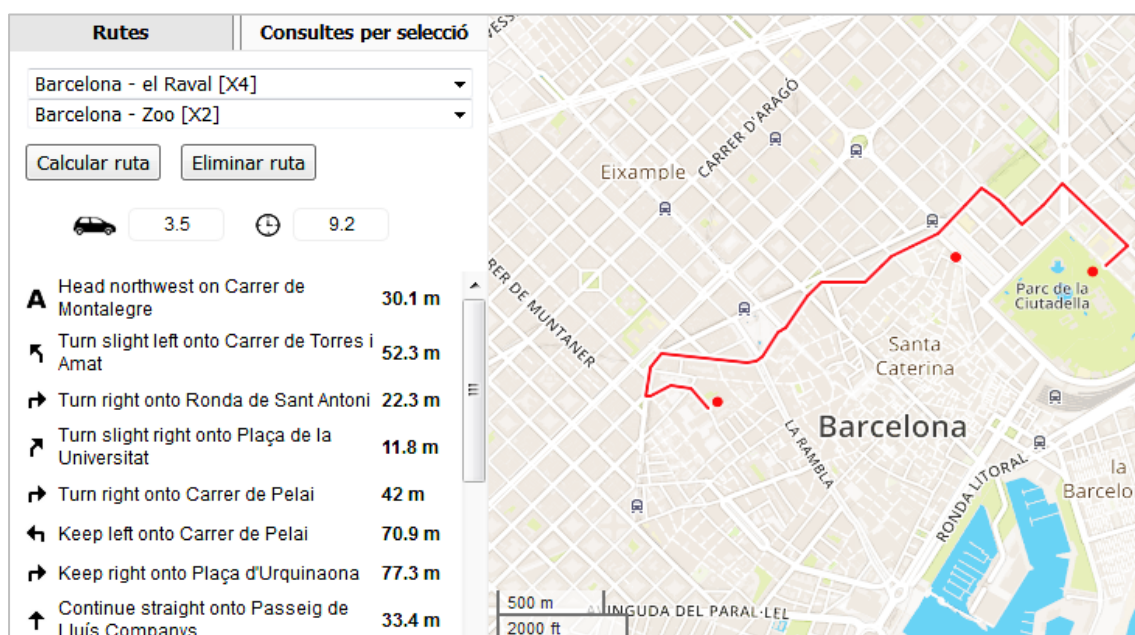 Rutes
Consultes per selecció
Barcelona - el Raval [X4]
Barcelona - Zoo [X2]
Calcular ruta
Eliminar ruta
3.5
9.2
A
Head northwest on Carrer de
Montalegre
30.1 m
Turn slight left onto Carrer de Torres i
Amat
52.3 m
Turn right onto Ronda de Sant Antoni
22.3 m
Turn slight right onto Plaça de la
Universitat
11.8 m
Turn right onto Carrer de Pelai
42 m
Keep left onto Carrer de Pelai
70.9 m
Keep right onto Plaça d'Urquinaona
77.3 m
Continue straight onto Passeig de
Lluís Companys
33.4 m
CARRER D'ARAGÓ
Eixample
RER DE MUNTANER
Parc de la
Ciutadella
Santa
Caterina
Barcelona
LA RAMBLA
RONDA LITORAL
la
Barcelo
500 m
2000 ft
VINGUDA DEL PARAL·LEL